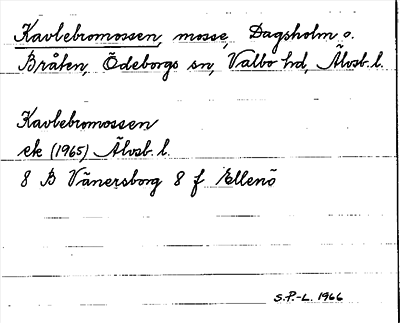 Kavlebromossen, mosse, Dagsholm o.
Bråten, Ödeborgs sn, Valbo hd, Älvsb. l.
Kavlebromossen
ek (1965) Älvsb. l.
8 B Vänersborg 8 f Ellenö
S.P.-L. 1966